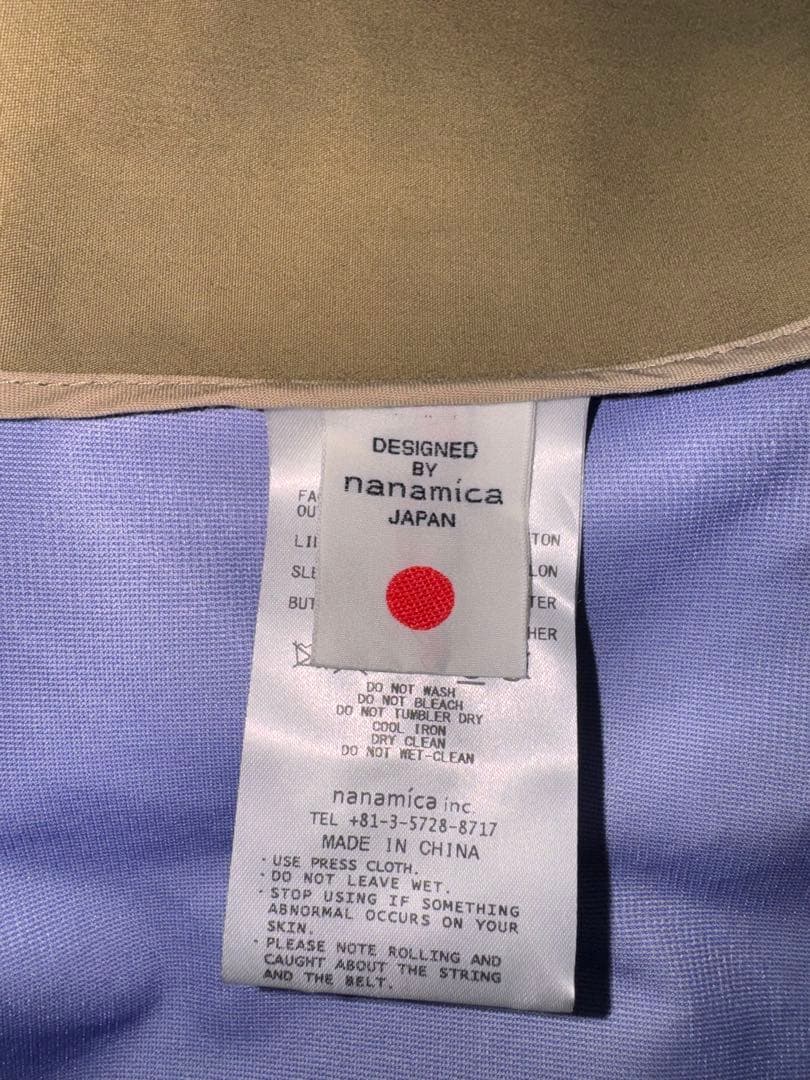 DESIGNED
BY
nanamica
JAPAN
DO NOT WASH
DO NOT BLEACH
DO NOT TUMBLER DRY
COOL IRON
DRY CLEAN
DO NOT WET-CLEAN
nanamica inc.
TEL +81-3-5728-8717
MADE IN CHINA
・USE PRESS CLOTH.
・DO NOT LEAVE WET.
・STOP USING IF SOMETHING
ABNORMAL OCCURS ON YOUR
SKIN.
・PLEASE NOTE ROLLING AND
CAUGHT ABOUT THE STRING
AND THE BELT.